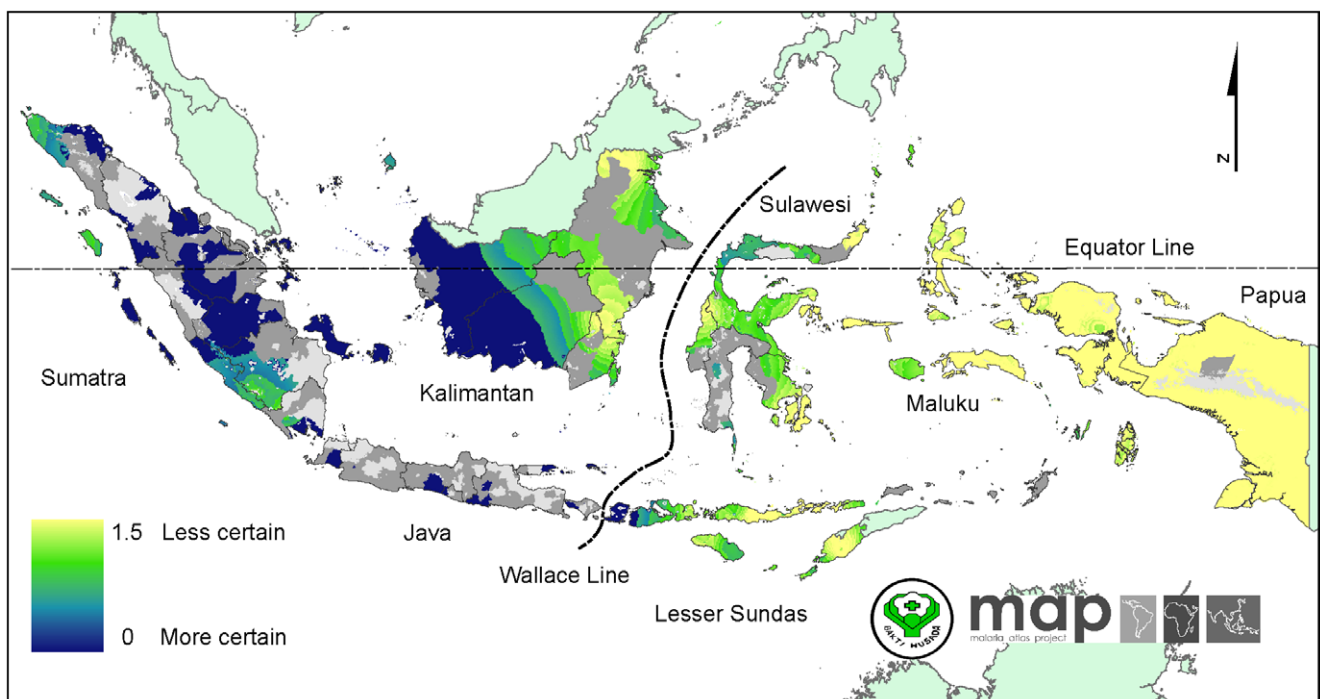 N
Sulawesi
Equator Line
Papua
Sumatra
Kalimantan
Maluku
1.5 Less certain
Java
Wallace Line
0 More certain
Lesser Sundas
BAKTI HUSADA
map
malaria atlas project